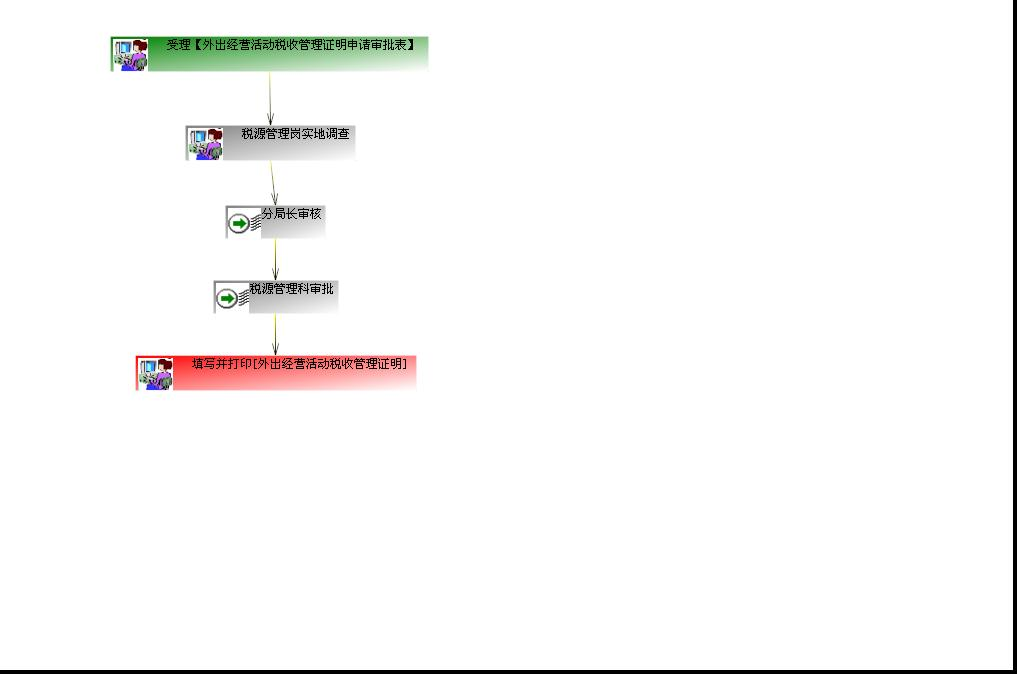 受理【外出经营活动税收管理证明申请审批表】
税源管理岗实地调查
分局长审核
税源管理科审批
填写并打印[外出经营活动税收管理证明]